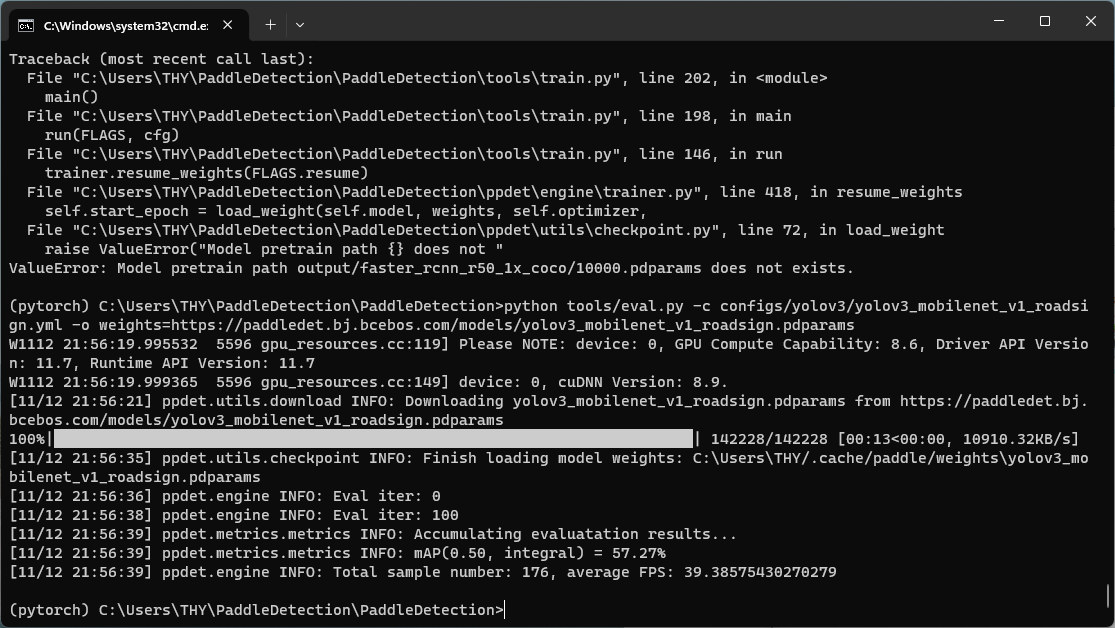 C:\Windows\system32\cmd.e:
Traceback (most recent call last):
  File "C:\Users\THY\PaddleDetection\PaddleDetection\tools\train.py", line 202, in <module>
    main()
  File "C:\Users\THY\PaddleDetection\PaddleDetection\tools\train.py", line 198, in main
    run(FLAGS, cfg)
  File "C:\Users\THY\PaddleDetection\PaddleDetection\tools\train.py", line 146, in run
    trainer.resume_weights(FLAGS.resume)
  File "C:\Users\THY\PaddleDetection\PaddleDetection\ppdet\engine\trainer.py", line 418, in resume_weights
    self.start_epoch = load_weight(self.model, weights, self.optimizer,
  File "C:\Users\THY\PaddleDetection\PaddleDetection\ppdet\utils\checkpoint.py", line 72, in load_weight
    raise ValueError("Model pretrain path {} does not "
ValueError: Model pretrain path output/faster_rcnn_r50_1x_coco/10000.pdparams does not exists.
(pytorch) C:\Users\THY\PaddleDetection\PaddleDetection>python tools/eval.py -c configs/yolov3/yolov3_mobilenet_v1_roadsi
gn.yml -o weights=https://paddledet.bj.bcebos.com/models/yolov3_mobilenet_v1_roadsign.pdparams
W1112 21:56:19.995532  5596 gpu_resources.cc:119] Please NOTE: device: 0, GPU Compute Capability: 8.6, Driver API Versio
n: 11.7, Runtime API Version: 11.7
W1112 21:56:19.999365  5596 gpu_resources.cc:149] device: 0, cuDNN Version: 8.9.
[11/12 21:56:21] ppdet.utils.download INFO: Downloading yolov3_mobilenet_v1_roadsign.pdparams from https://paddledet.bj.
bcebos.com/models/yolov3_mobilenet_v1_roadsign.pdparams
100%|| 142228/142228 [00:13<00:00, 10910.32KB/s]
[11/12 21:56:35] ppdet.utils.checkpoint INFO: Finish loading model weights: C:\Users\THY/.cache/paddle/weights\yolov3_mo
bilenet_v1_roadsign.pdparams
[11/12 21:56:36] ppdet.engine INFO: Eval iter: 0
[11/12 21:56:38] ppdet.engine INFO: Eval iter: 100
[11/12 21:56:39] ppdet.metrics.metrics INFO: Accumulating evaluatation results...
[11/12 21:56:39] ppdet.metrics.metrics INFO: mAP(0.50, integral) = 57.27%
[11/12 21:56:39] ppdet.engine INFO: Total sample number: 176, average FPS: 39.38575430270279
(pytorch) C:\Users\THY\PaddleDetection\PaddleDetection>